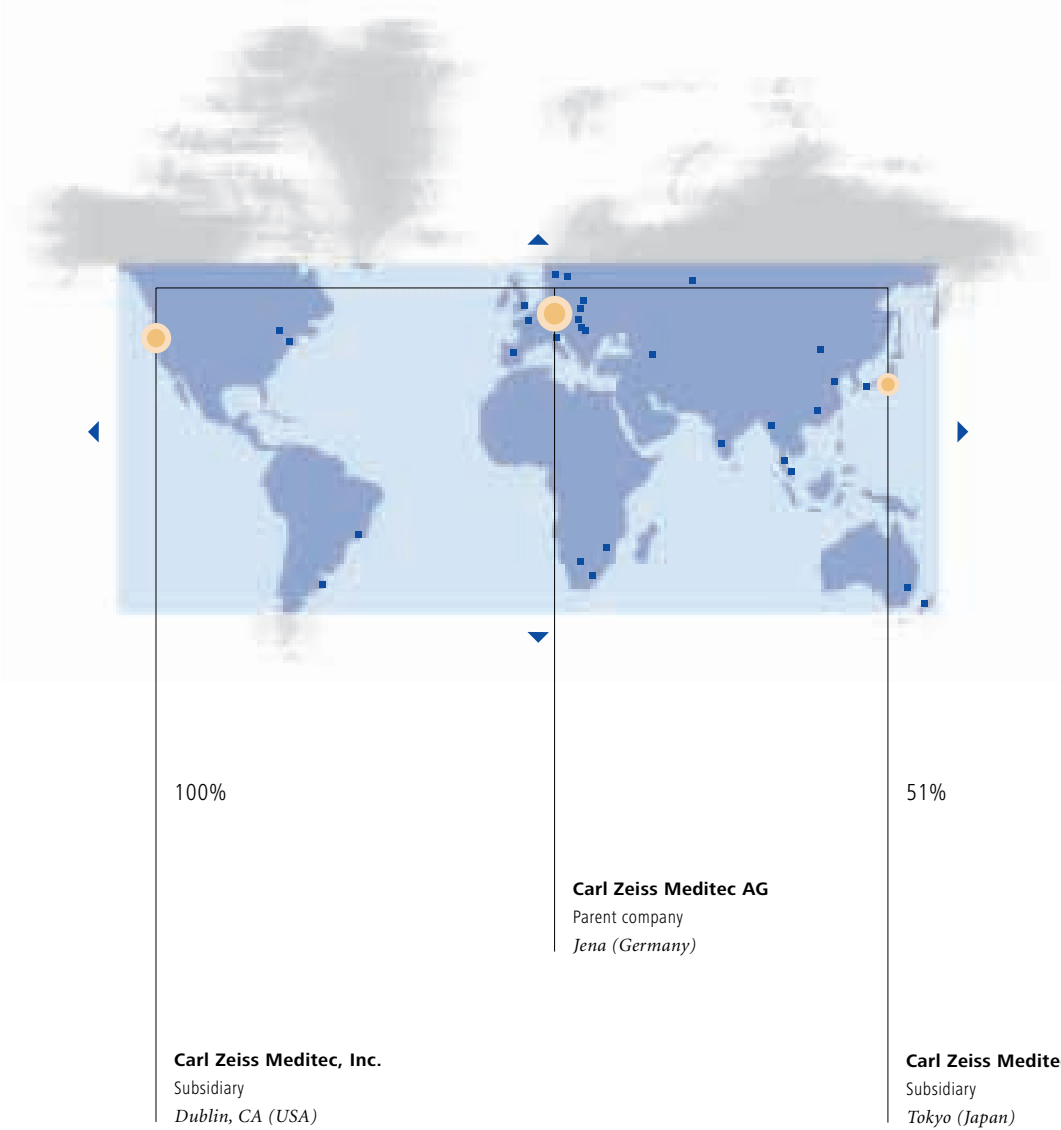 100%
51%
Carl Zeiss Meditec AG
Parent company
Jena (Germany)
Carl Zeiss Meditec, Inc.
Subsidiary
Dublin, CA (USA)
Carl Zeiss Medite
Subsidiary
Tokyo (Japan)